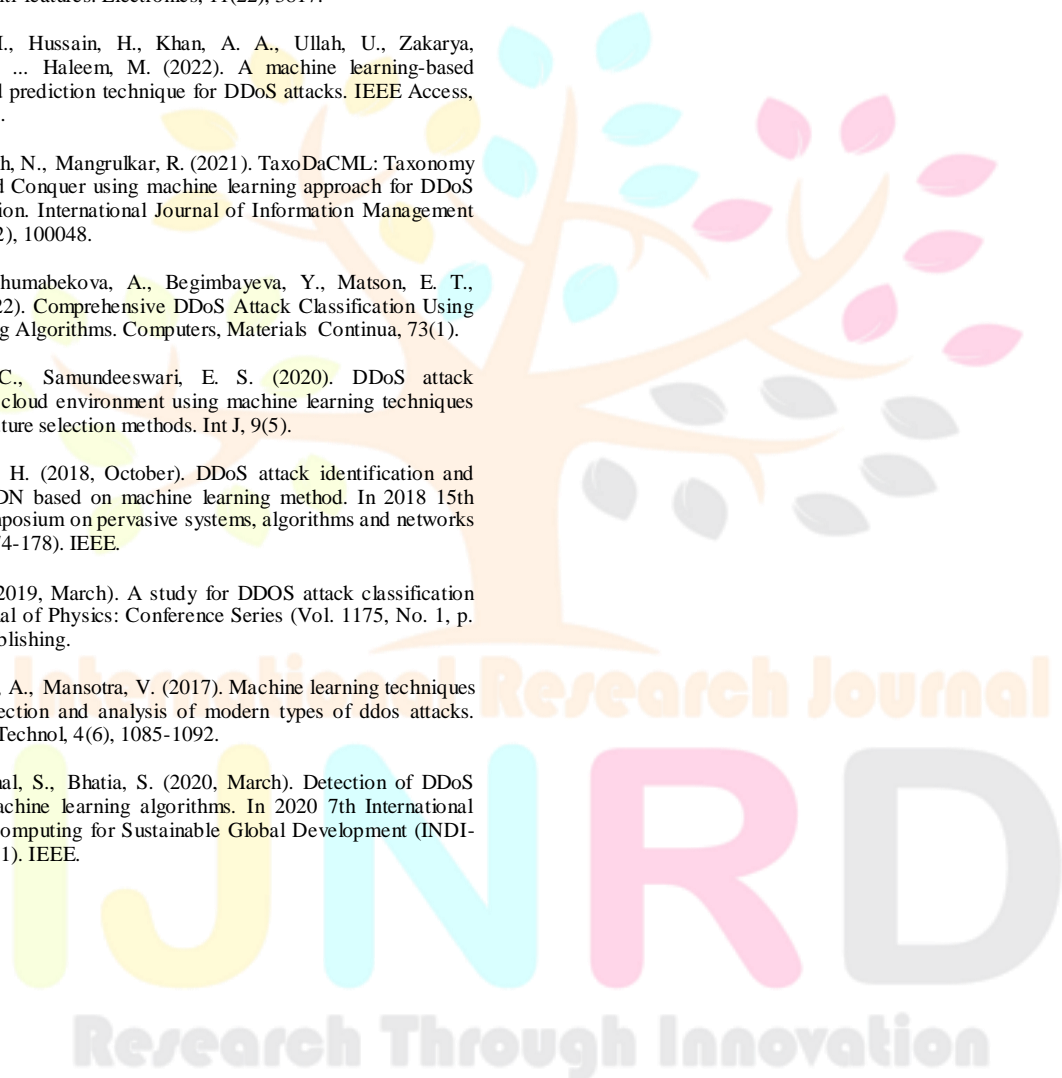 features. Electronics, 11(22), 3817.
Hussain, H., Khan, A. A., Ullah, U., Zakarya,
... Haleem, M. (2022). A machine learning-based
prediction technique for DDoS attacks. IEEE Access,
N., Mangrulkar, R. (2021). TaxoDaCML: Taxonomy
Conquer using machine learning approach for DDoS
International Journal of Information Management
2), 100048.
humabekova, A., Begimbayeva, Y., Matson, E. T.,
22). Comprehensive DDoS Attack Classification Using
g Algorithms. Computers, Materials Continua, 73(1).
C., Samundeeswari, E. S. (2020). DDoS attack
cloud environment using machine learning techniques
ture selection methods. Int J, 9(5).
H. (2018, October). DDoS attack identification and
DN based on machine learning method. In 2018 15th
posium on pervasive systems, algorithms and networks
74-178). IEEE.
2019, March). A study for DDOS attack classification
al of Physics: Conference Series (Vol. 1175, No. 1, p.
blishing.
A., Mansotra, V. (2017). Machine learning techniques
ection and analysis of modern types of ddos attacks.
Technol, 4(6), 1085-1092.
nal, S., Bhatia, S. (2020, March). Detection of DDoS
achine learning algorithms. In 2020 7th International
omputing for Sustainable Global Development (INDI-
1). IEEE.
International Research Journal
IJNRD
Research Through Innovation